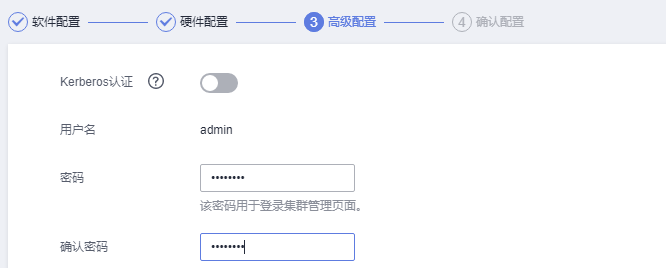 软件配置 硬件配置 3 高级配置 4 确认配置
Kerberos认证 ?
用户名 admin
密码 ••••••••
该密码用于登录集群管理页面。
确认密码 ••••••••